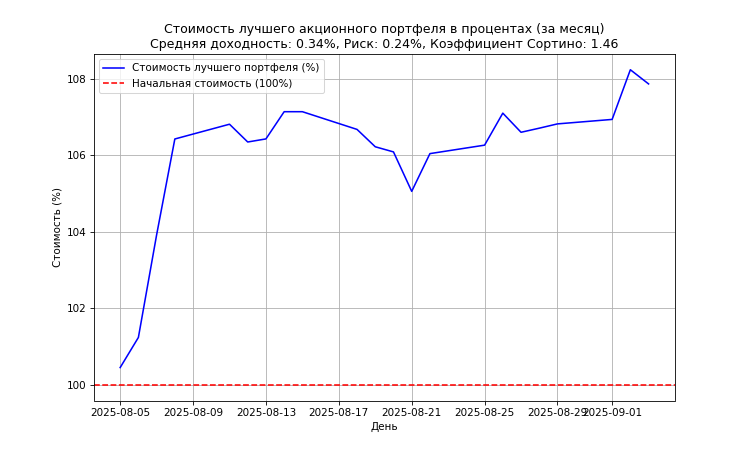 Стоимость лучшего акционного портфеля в процентах (за месяц)
Средняя доходность: 0.34%, Риск: 0.24%, Коэффициент Сортино: 1.46
Стоимость лучшего портфеля (%)
Начальная стоимость (100%)
Стоимость (%)
108
106
104
102
100
2025-08-05 2025-08-09 2025-08-13 2025-08-17 2025-08-21 2025-08-25 2025-08-29 2025-09-01
День